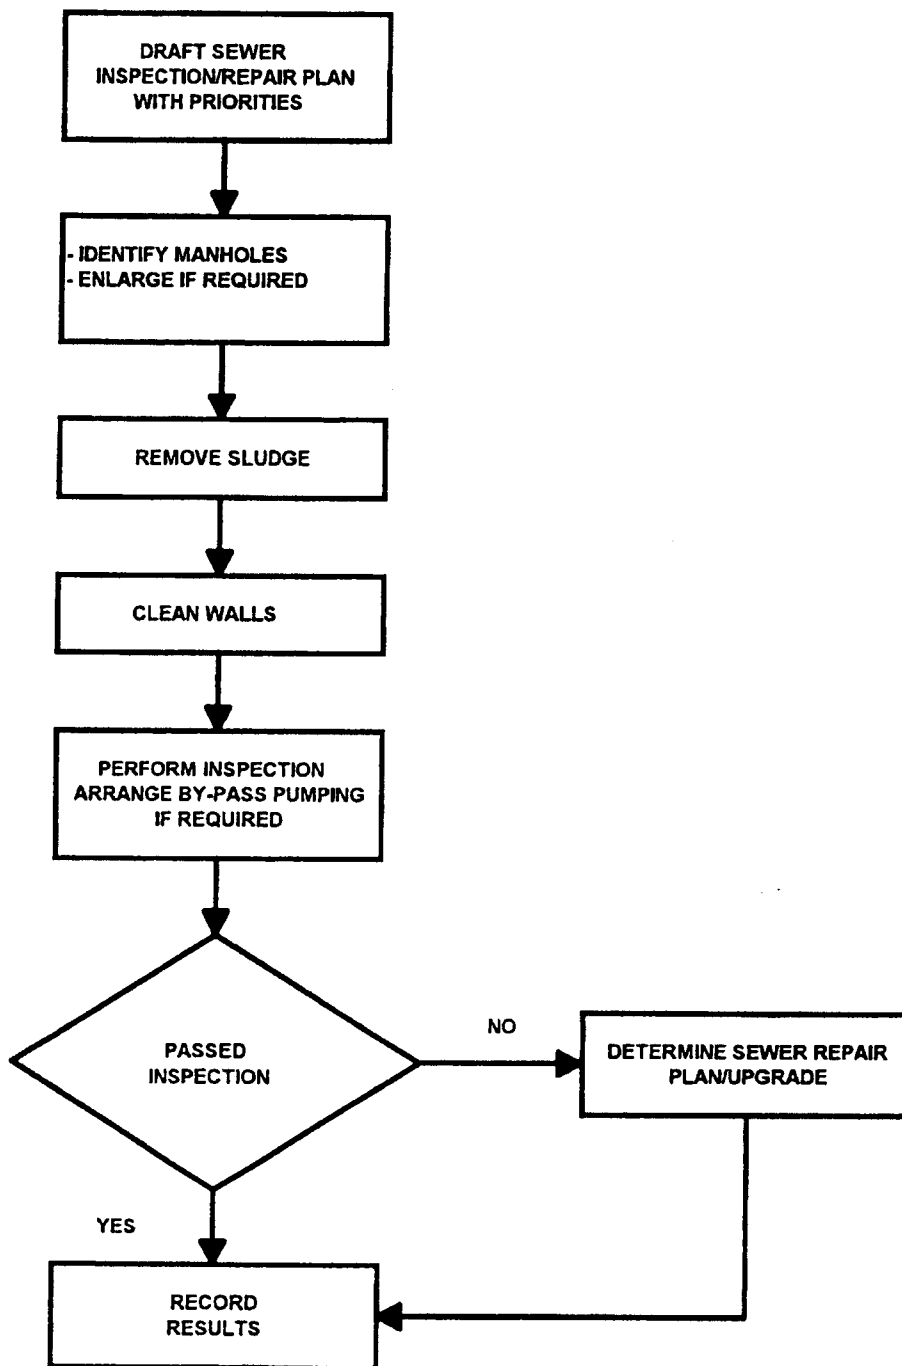 DRAFT SEWER
INSPECTION/REPAIR PLAN
WITH PRIORITIES
- IDENTIFY MANHOLES
- ENLARGE IF REQUIRED
REMOVE SLUDGE
CLEAN WALLS
PERFORM INSPECTION
ARRANGE BY-PASS PUMPING
IF REQUIRED
PASSED
INSPECTION
NO
DETERMINE SEWER REPAIR
PLAN/UPGRADE
YES
RECORD
RESULTS